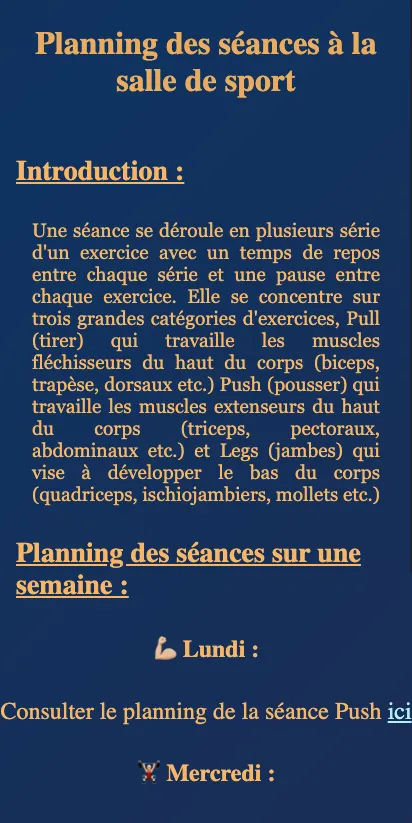 Planning des séances à la
salle de sport
Introduction :
Une séance se déroule en plusieurs série
d'un exercice avec un temps de repos
entre chaque série et une pause entre
chaque exercice. Elle se concentre sur
trois grandes catégories d'exercices, Pull
(tirer) qui travaille les muscles
fléchisseurs du haut du corps (biceps,
trapèse, dorsaux etc.) Push (pousser) qui
travaille les muscles extenseurs du haut
du corps (triceps, pectoraux,
abdominaux etc.) et Legs (jambes) qui
vise à développer le bas du corps
(quadriceps, ischiojambiers, mollets etc.)
Planning des séances sur une
semaine :
💪 Lundi :
Consulter le planning de la séance Push ici
🏋️ Mercredi :